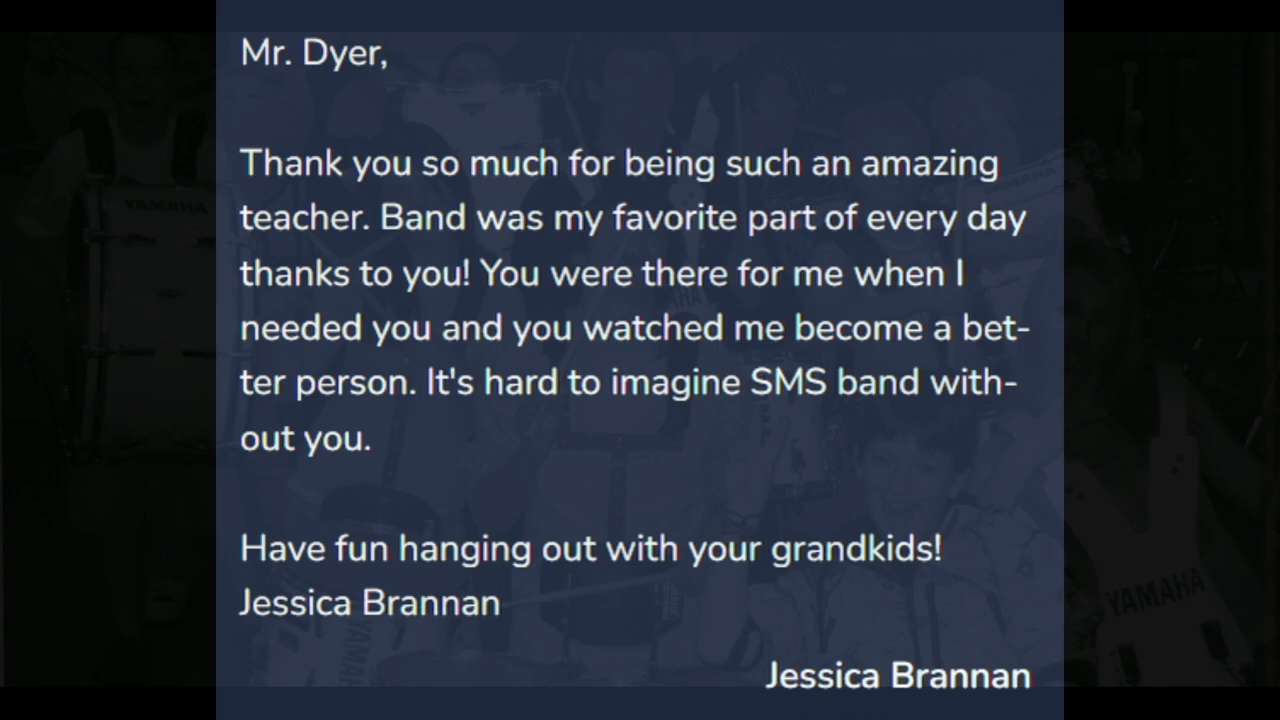 Mr. Dyer,
Thank you so much for being such an amazing
teacher. Band was my favorite part of every day
thanks to you! You were there for me when I
needed you and you watched me become a bet-
ter person. It's hard to imagine SMS band with-
out you.
Have fun hanging out with your grandkids!
Jessica Brannan
Jessica Brannan
YAMAHA
YAMAHA
YAMAHA